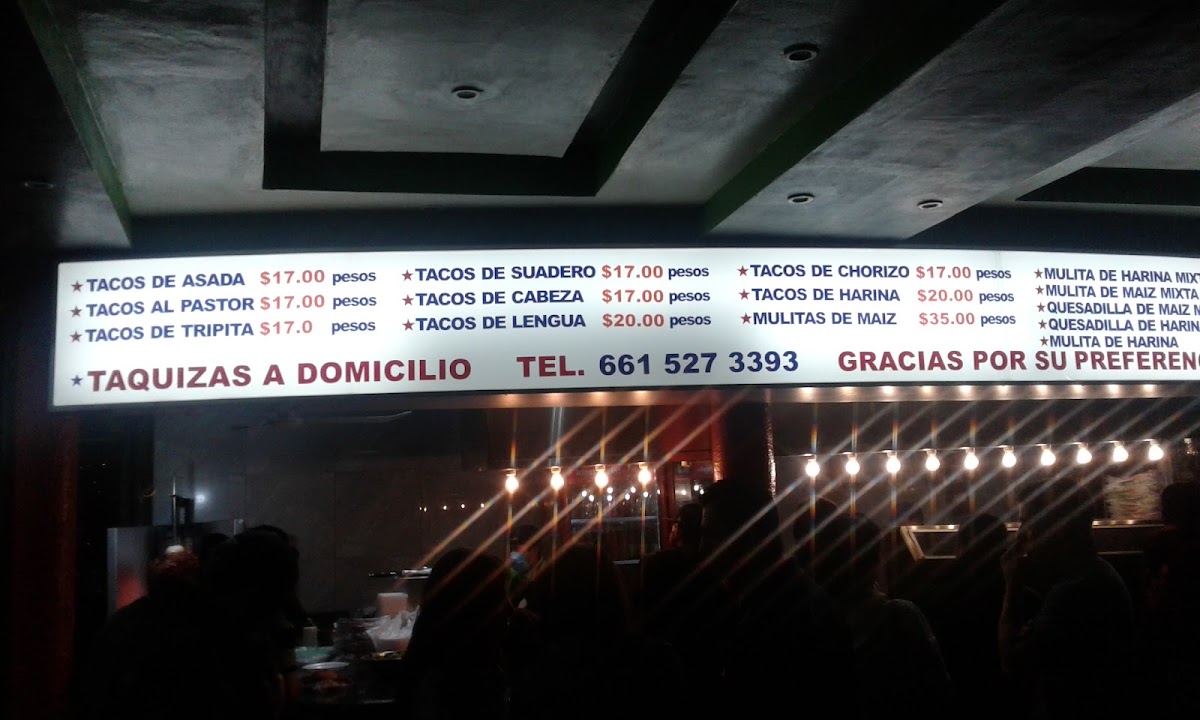 ★TACOS DE ASADA $17.00 pesos
★TACOS AL PASTOR $17.00 pesos
★TACOS DE TRIPITA $17.0 pesos
★TACOS DE SUADERO $17.00 pesos
★TACOS DE CABEZA $17.00 pesos
★TACOS DE LENGUA $20.00 pesos
★TACOS DE CHORIZO $17.00 pesos
★TACOS DE HARINA $20.00 pesos
★MULITAS DE MAIZ $35.00 pesos
★MULITA DE HARINA MIXT
★MULITA DE MAIZ MIXTA
★QUESADILLA DE MAIZ M
★QUESADILLA DE HARIN
★MULITA DE HARINA
★TAQUIZAS A DOMICILIO TEL. 661 527 3393 GRACIAS POR SU PREFEREN